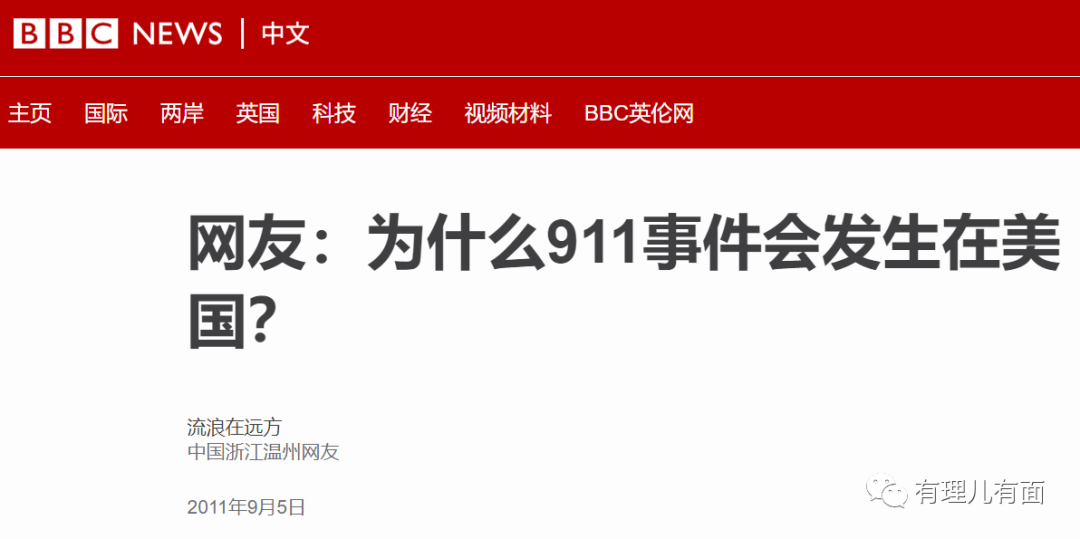 BBC NEWS | 中文
主页 国际 两岸 英国 科技 财经 视频材料 BBC英伦网
网友：为什么911事件会发生在美
国？
流浪在远方
中国浙江温州网友
2011年9月5日
有理儿有面